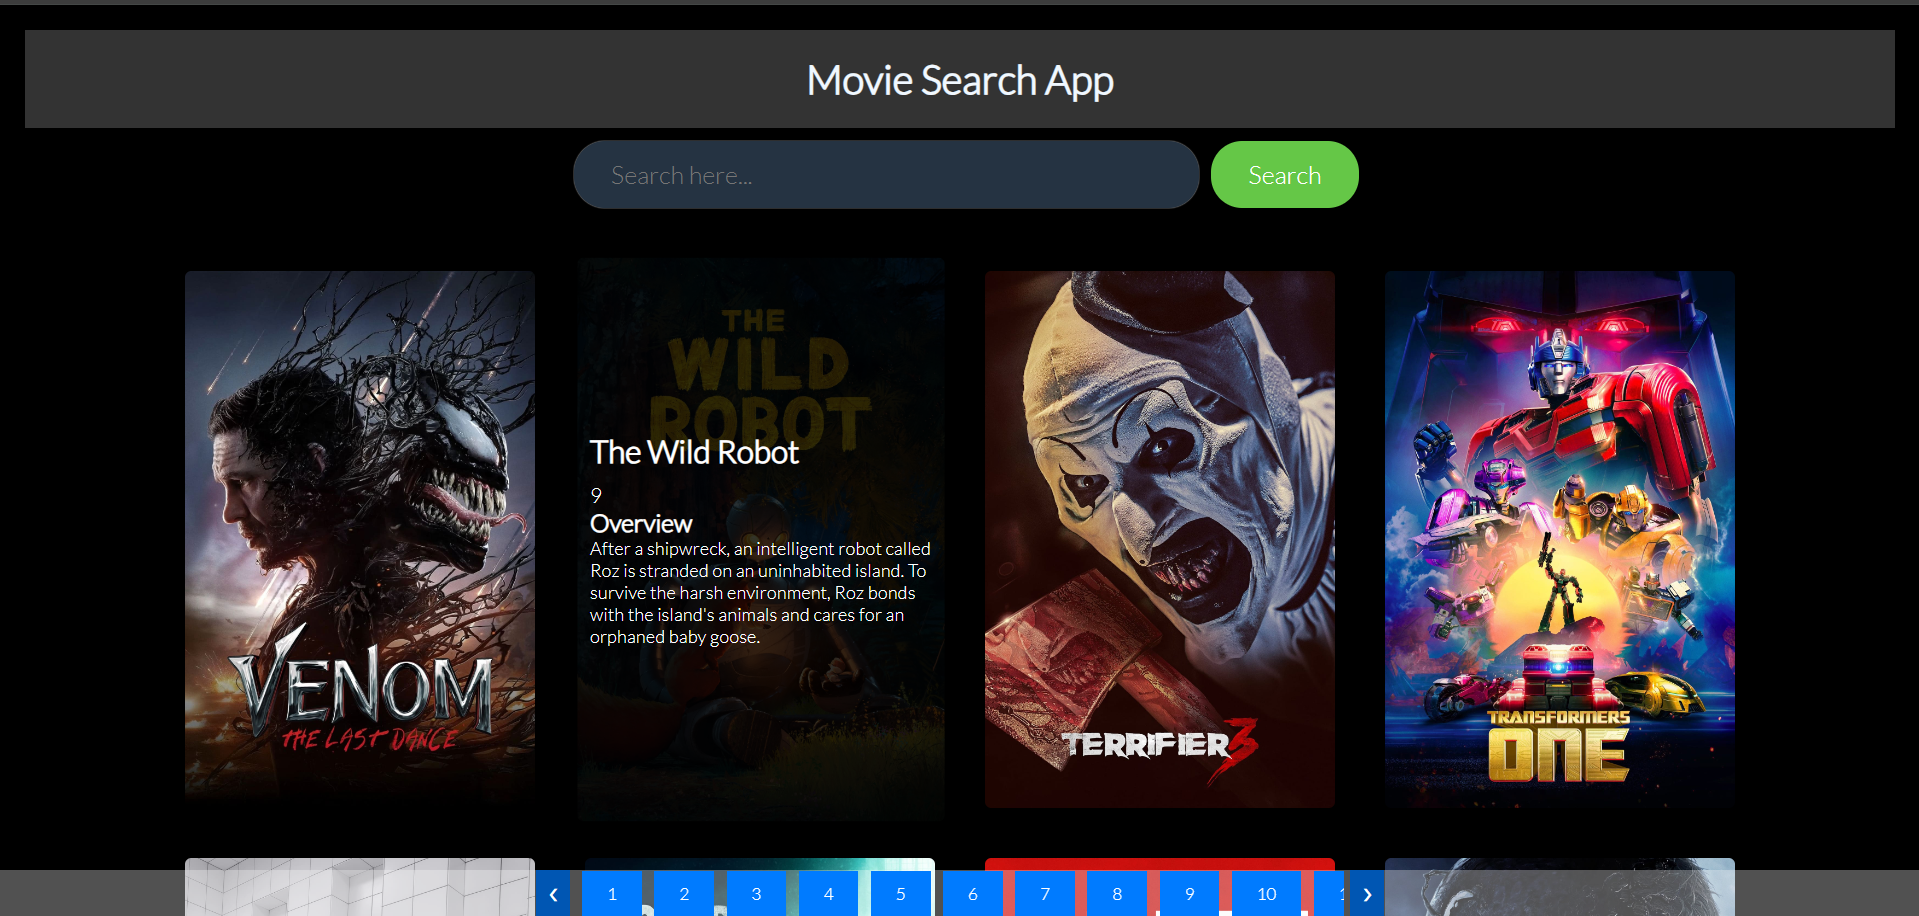 Movie Search App
Search here...
Search
VENOM
THE LAST DANCE
THE
WILD
ROBOT
The Wild Robot
9
Overview
After a shipwreck, an intelligent robot called
Roz is stranded on an uninhabited island. To
survive the harsh environment, Roz bonds
with the island's animals and cares for an
orphaned baby goose.
TERRIFIER 3
TRANSFORMERS
ONE
‹ 1 2 3 4 5 6 7 8 9 10 ›